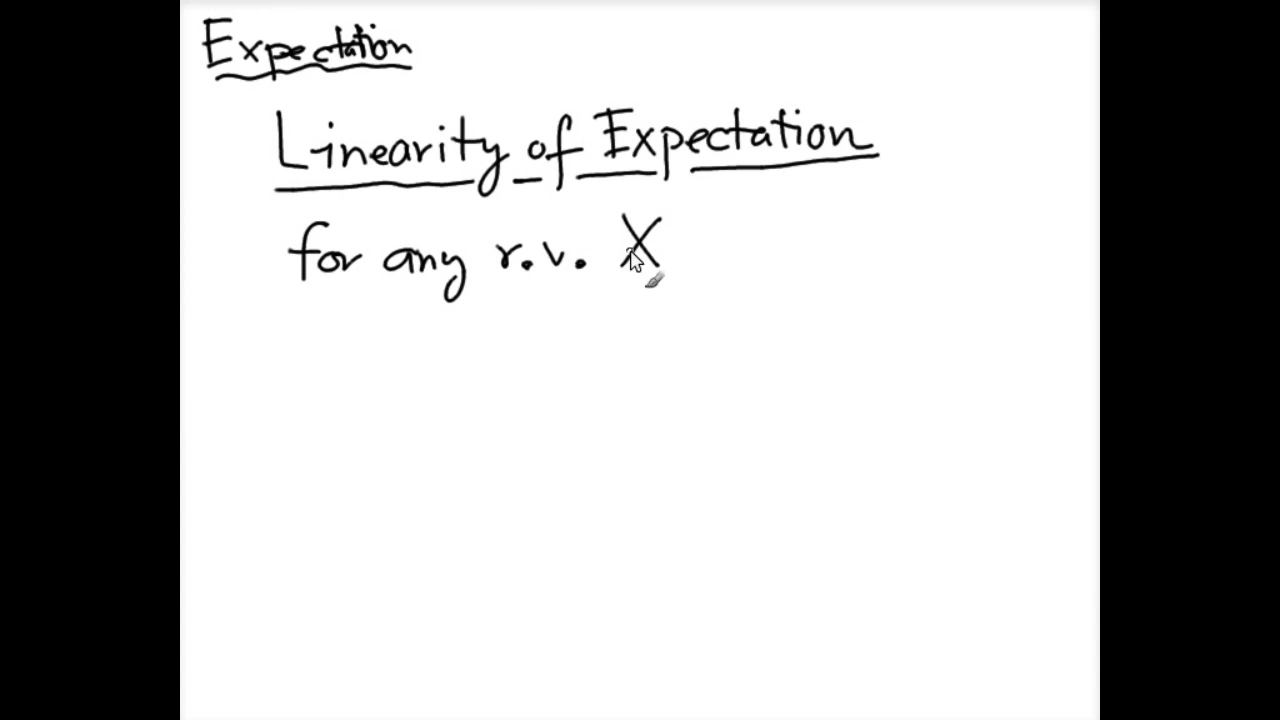 Expectation
Linearity of Expectation
for any r.v. X